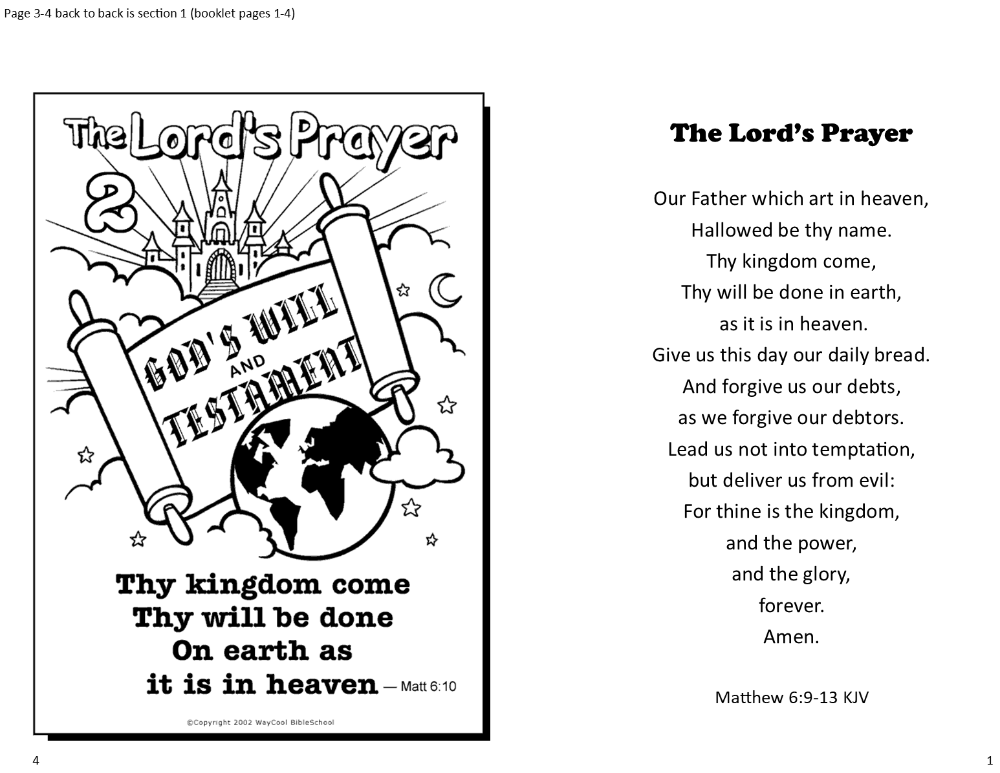 Page 3-4 back to back is section 1 (booklet pages 1-4)
The Lord's Prayer
2
GOD'S WILL
AND
TESTAMENT
Thy kingdom come
Thy will be done
On earth as
it is in heaven — Matt 6:10
©Copyright 2002 WayCool BibleSchool
4
The Lord’s Prayer
Our Father which art in heaven,
Hallowed be thy name.
Thy kingdom come,
Thy will be done in earth,
as it is in heaven.
Give us this day our daily bread.
And forgive us our debts,
as we forgive our debtors.
Lead us not into temptation,
but deliver us from evil:
For thine is the kingdom,
and the power,
and the glory,
forever.
Amen.
Matthew 6:9-13 KJV
1